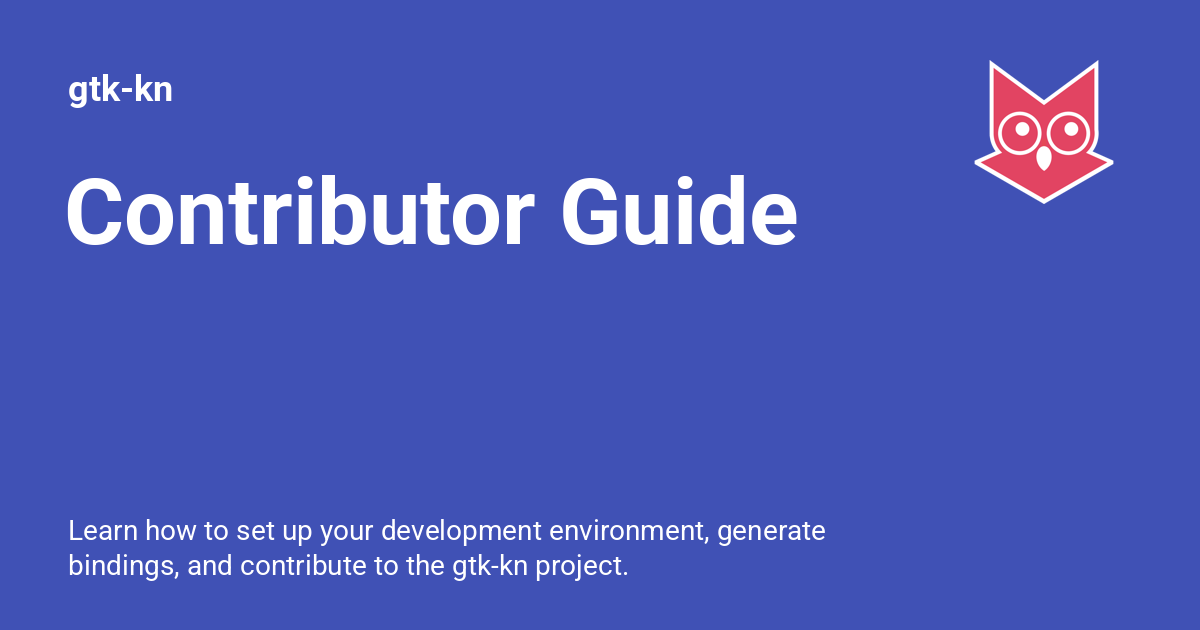 gtk-kn
Contributor Guide
Learn how to set up your development environment, generate
bindings, and contribute to the gtk-kn project.